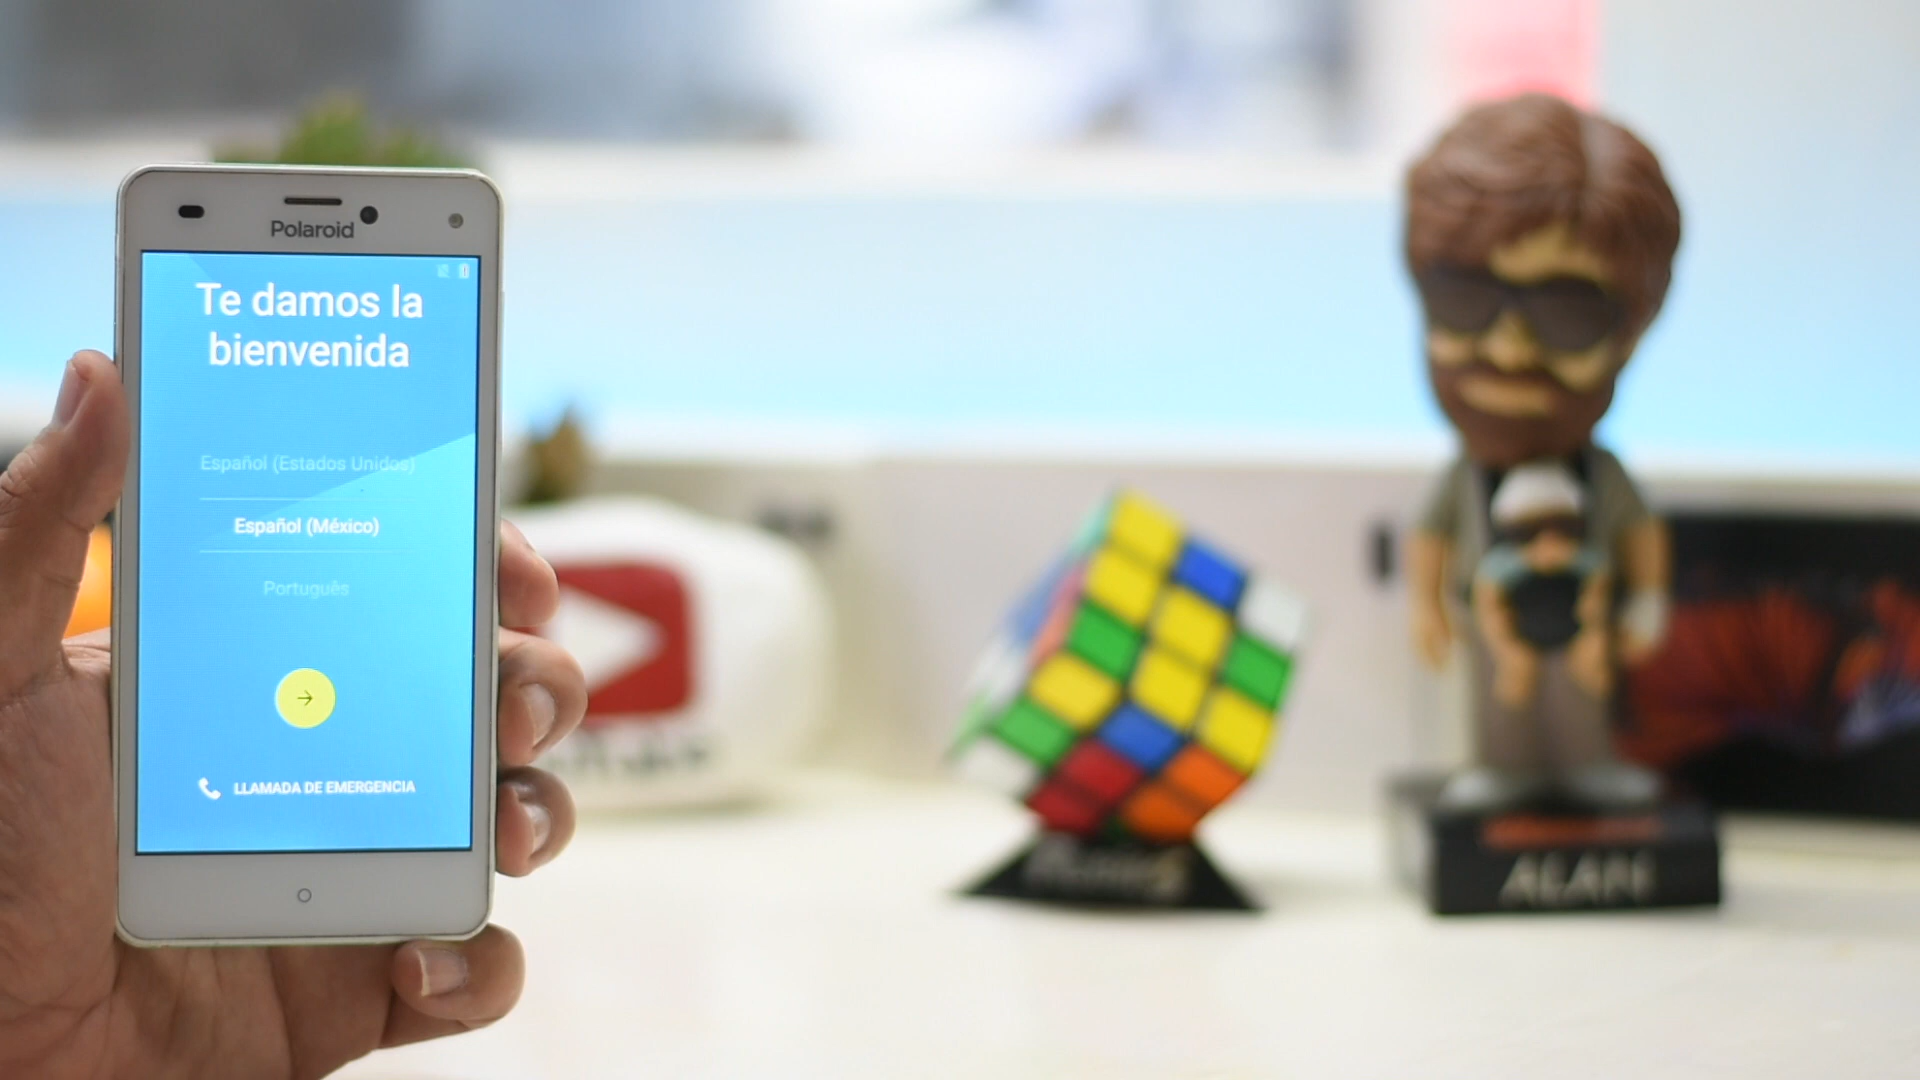 Polaroid
Te damos la
bienvenida
Español (Estados Unidos)
Español (México)
Português
LLAMADA DE EMERGENCIA
ALAN